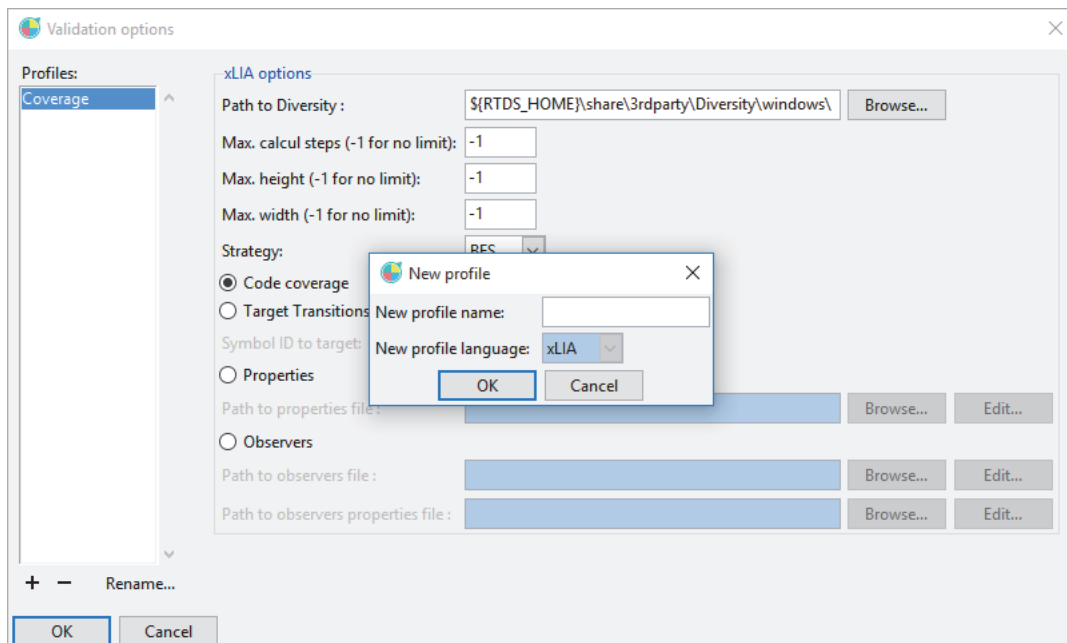 Validation options
Profiles:
Coverage
xLIA options
Path to Diversity : ${RTDS_HOME}\share\3rdparty\Diversity\windows\ Browse...
Max. calcul steps (-1 for no limit): -1
Max. height (-1 for no limit): -1
Max. width (-1 for no limit): -1
Strategy: BFS
Code coverage
Target Transitions
Symbol ID to target:
Properties
Path to properties file : Browse... Edit...
Observers
Path to observers file : Browse... Edit...
Path to observers properties file : Browse... Edit...
+ − Rename...
OK Cancel
New profile
New profile name:
New profile language: xLIA
OK Cancel